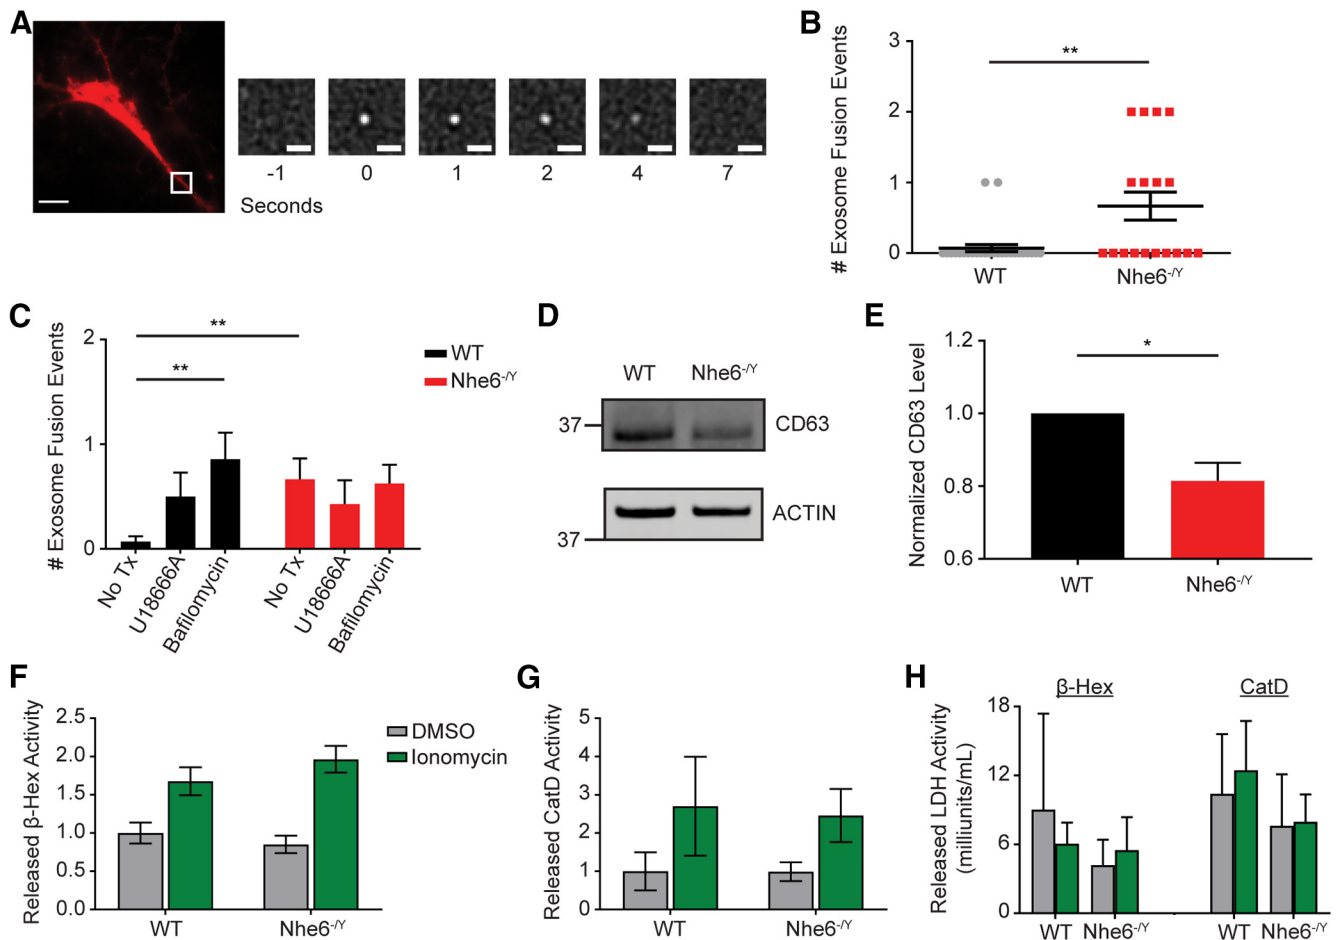 A
-1 0 1 2 4 7
Seconds
B
# Exosome Fusion Events
3
2
1
0
**
WT Nhe6-/Y
C
# Exosome Fusion Events
2
1
0
**
**
WT
Nhe6-/Y
No Tx U18666A Bafilomycin No Tx U18666A Bafilomycin
D
WT Nhe6-/Y
37
CD63
ACTIN
37
E
Normalized CD63 Level
1.2
1.0
0.8
0.6
*
WT Nhe6-/Y
F
Released β-Hex Activity
2.5
2.0
1.5
1.0
0.5
0.0
DMSO
Ionomycin
WT Nhe6-/Y
G
Released CatD Activity
5
4
3
2
1
0
WT Nhe6-/Y
H
Released LDH Activity
(milliunits/mL)
β-Hex CatD
18
12
6
0
WT Nhe6-/Y WT Nhe6-/Y